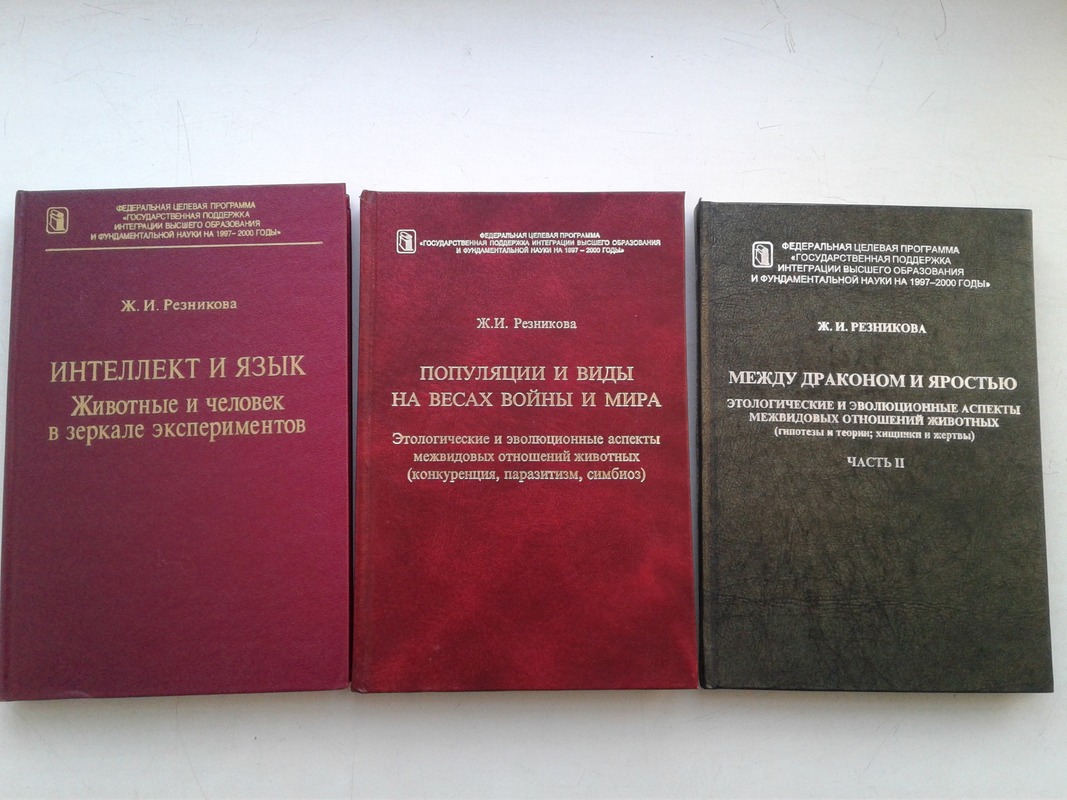 ФЕДЕРАЛЬНАЯ ЦЕЛЕВАЯ ПРОГРАММА
«ГОСУДАРСТВЕННАЯ ПОДДЕРЖКА
ИНТЕГРАЦИИ ВЫСШЕГО ОБРАЗОВАНИЯ
И ФУНДАМЕНТАЛЬНОЙ НАУКИ НА 1997–2000 ГОДЫ»
Ж. И. Резникова
ИНТЕЛЛЕКТ И ЯЗЫК
Животные и человек
в зеркале экспериментов
ФЕДЕРАЛЬНАЯ ЦЕЛЕВАЯ ПРОГРАММА
«ГОСУДАРСТВЕННАЯ ПОДДЕРЖКА ИНТЕГРАЦИИ ВЫСШЕГО ОБРАЗОВАНИЯ
И ФУНДАМЕНТАЛЬНОЙ НАУКИ НА 1997 – 2000 ГОДЫ»
Ж.И. Резникова
ПОПУЛЯЦИИ И ВИДЫ
НА ВЕСАХ ВОЙНЫ И МИРА
Этологические и эволюционные аспекты
межвидовых отношений животных
(конкуренция, паразитизм, симбиоз)
ФЕДЕРАЛЬНАЯ ЦЕЛЕВАЯ ПРОГРАММА
«ГОСУДАРСТВЕННАЯ ПОДДЕРЖКА
ИНТЕГРАЦИИ ВЫСШЕГО ОБРАЗОВАНИЯ
И ФУНДАМЕНТАЛЬНОЙ НАУКИ НА 1997–2000 ГОДЫ»
Ж. И. РЕЗНИКОВА
МЕЖДУ ДРАКОНОМ И ЯРОСТЬЮ
ЭТОЛОГИЧЕСКИЕ И ЭВОЛЮЦИОННЫЕ АСПЕКТЫ
МЕЖВИДОВЫХ ОТНОШЕНИЙ ЖИВОТНЫХ
(гипотезы и теории; хищники и жертвы)
ЧАСТЬ II